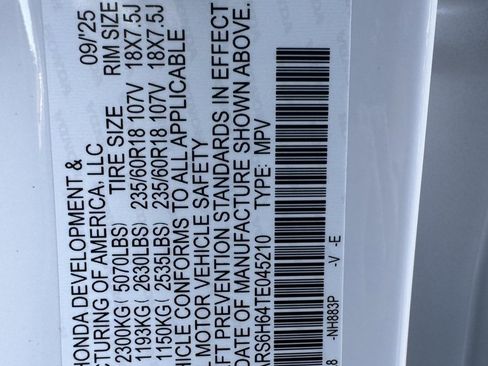 HONDA DEVELOPMENT & 09/'25
CTURING OF AMERICA, LLC
TIRE SIZE RIM SIZE
2300KG( 5070LBS)
1193KG( 2630LBS) 235/60R18 107V 18X7.5J
1150KG( 2535LBS) 235/60R18 107V 18X7.5J
HICLE CONFORMS TO ALL APPLICABLE
L MOTOR VEHICLE SAFETY
FT PREVENTION STANDARDS IN EFFECT
DATE OF MANUFACTURE SHOWN ABOVE.
RS6H64TE045210 TYPE: MPV
8 -NH883P -V -E